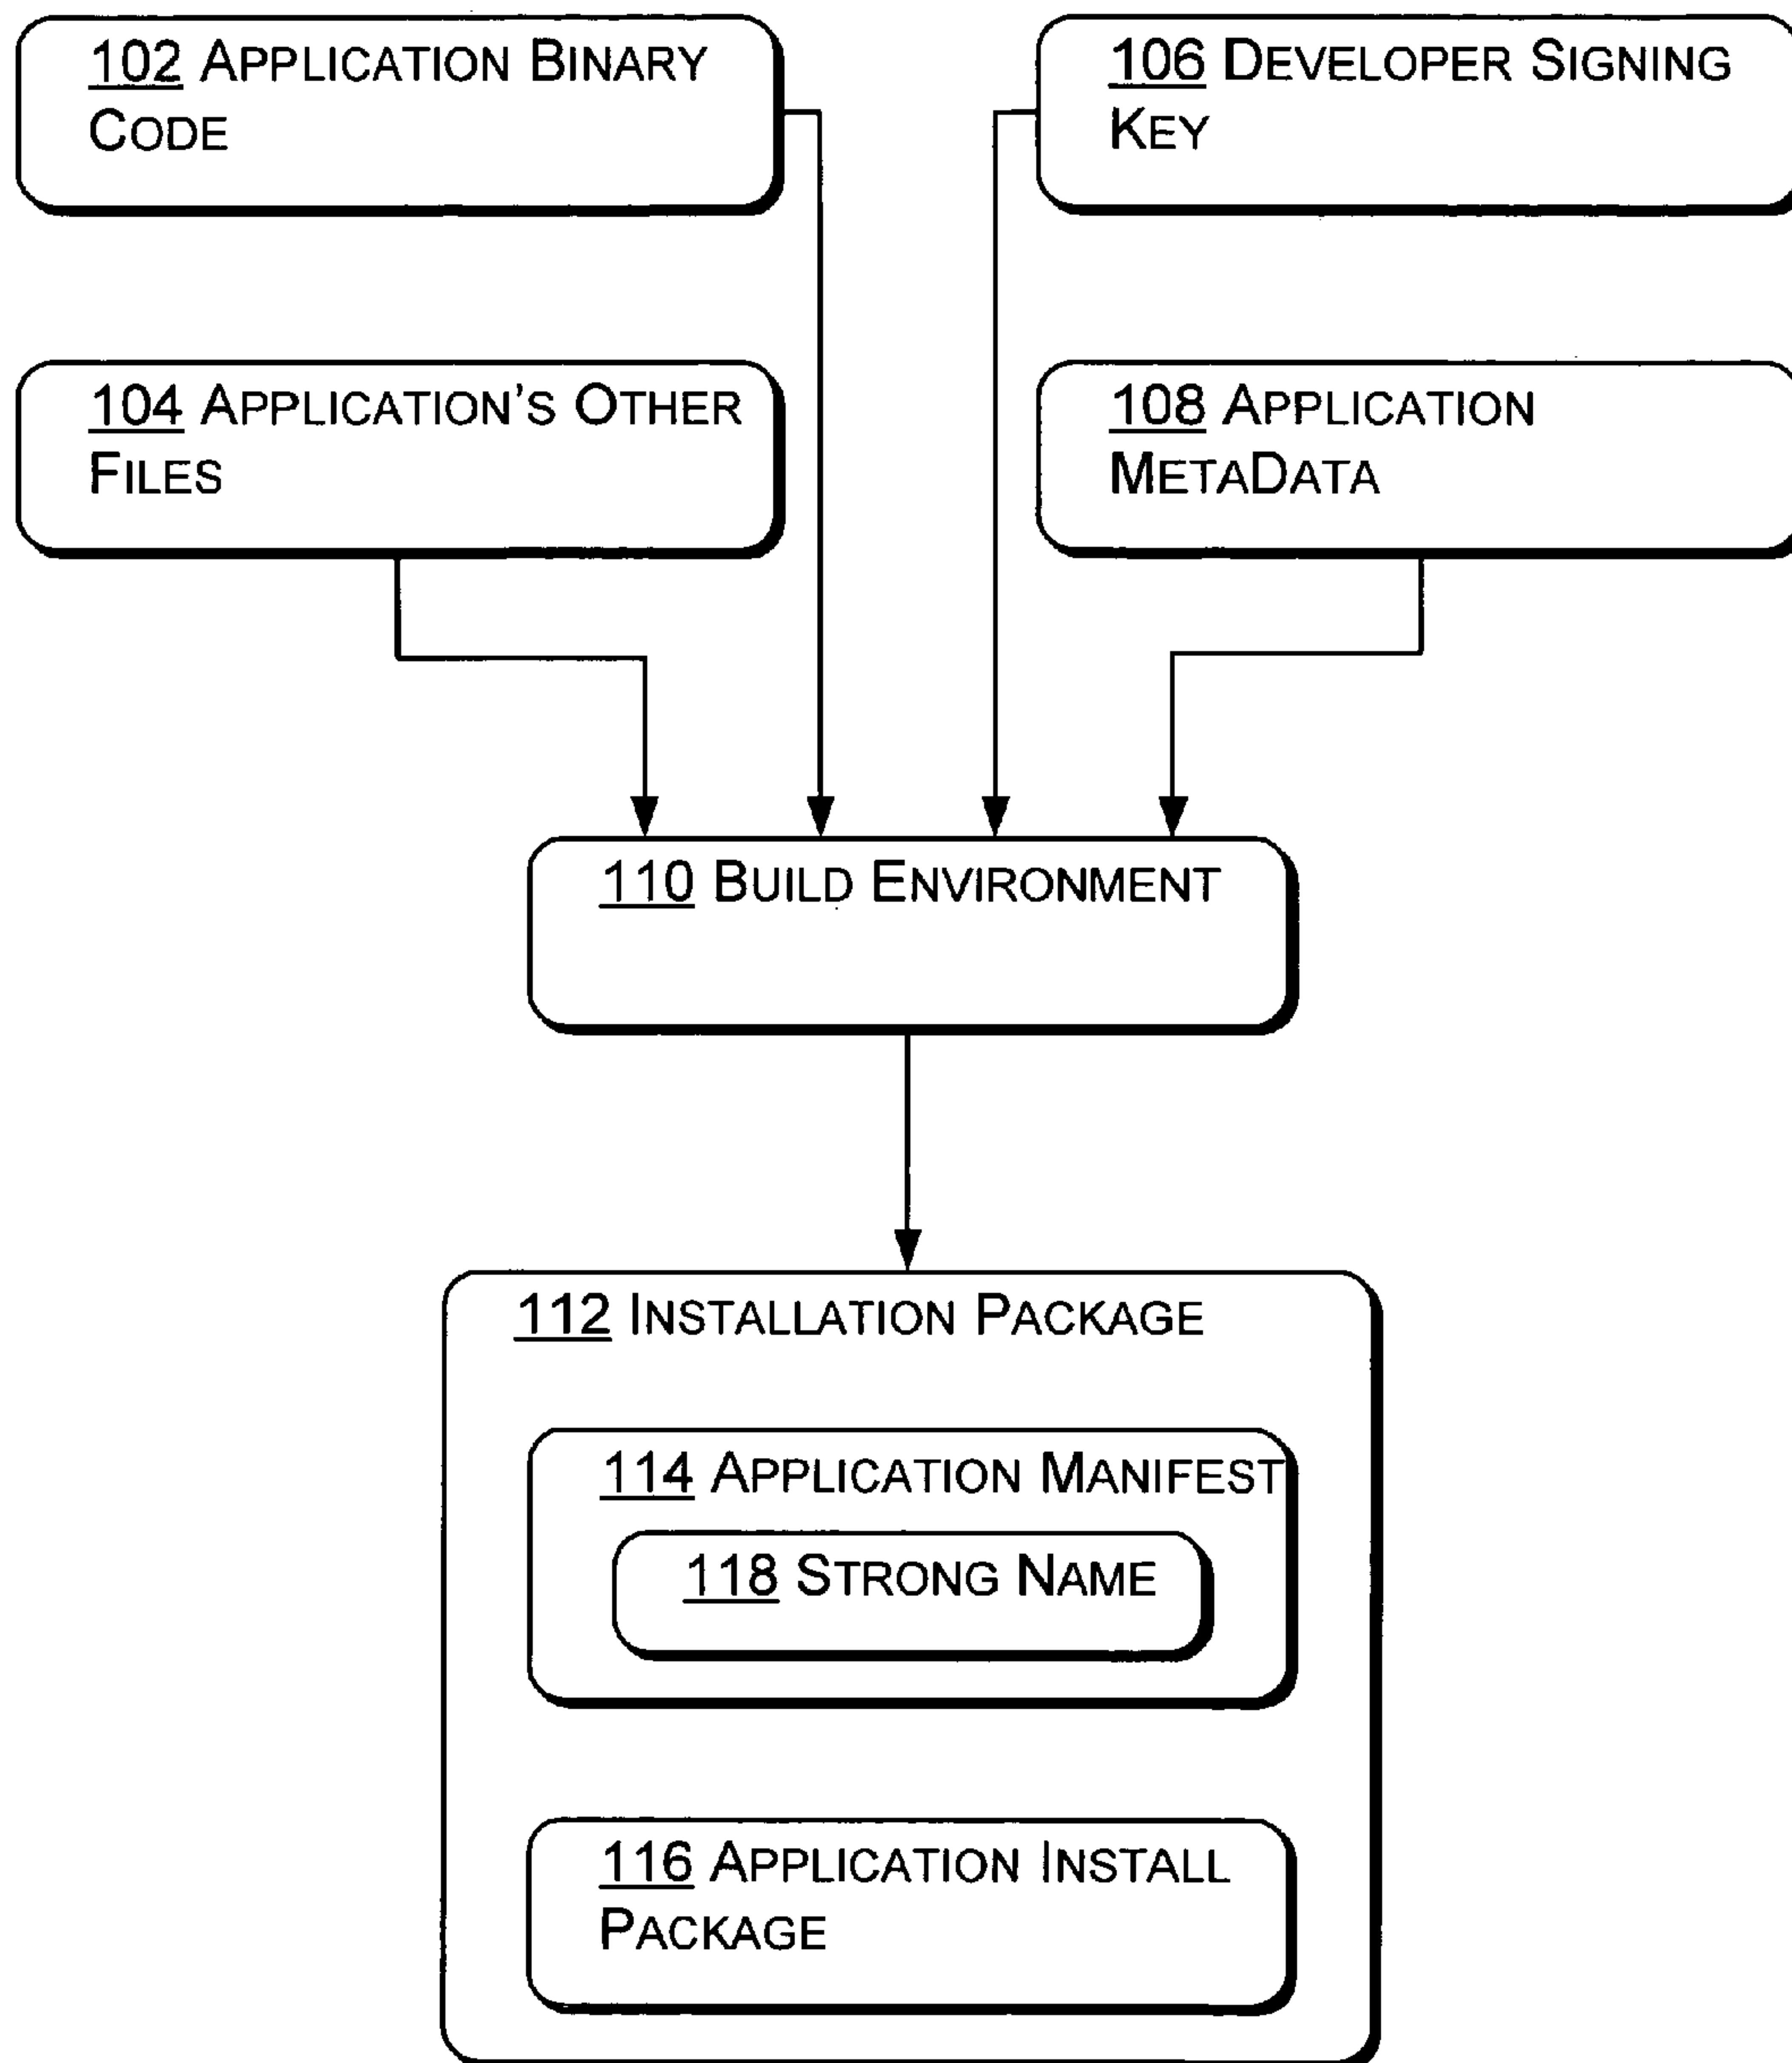 102 APPLICATION BINARY
CODE
106 DEVELOPER SIGNING
KEY
104 APPLICATION'S OTHER
FILES
108 APPLICATION
METADATA
110 BUILD ENVIRONMENT
112 INSTALLATION PACKAGE
114 APPLICATION MANIFEST
118 STRONG NAME
116 APPLICATION INSTALL
PACKAGE